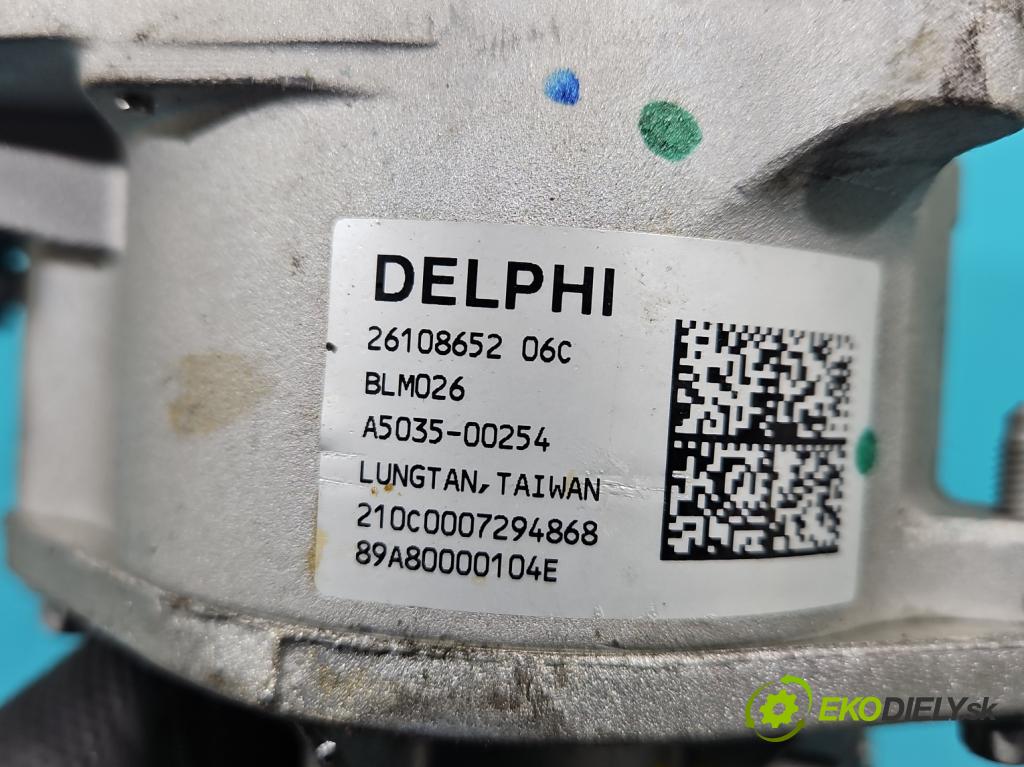 DELPHI
26108652 06C
BLM026
A5035-00254
LUNGTAN, TAIWAN
210C0007294868
89A80000104E
EKODIELY.sk